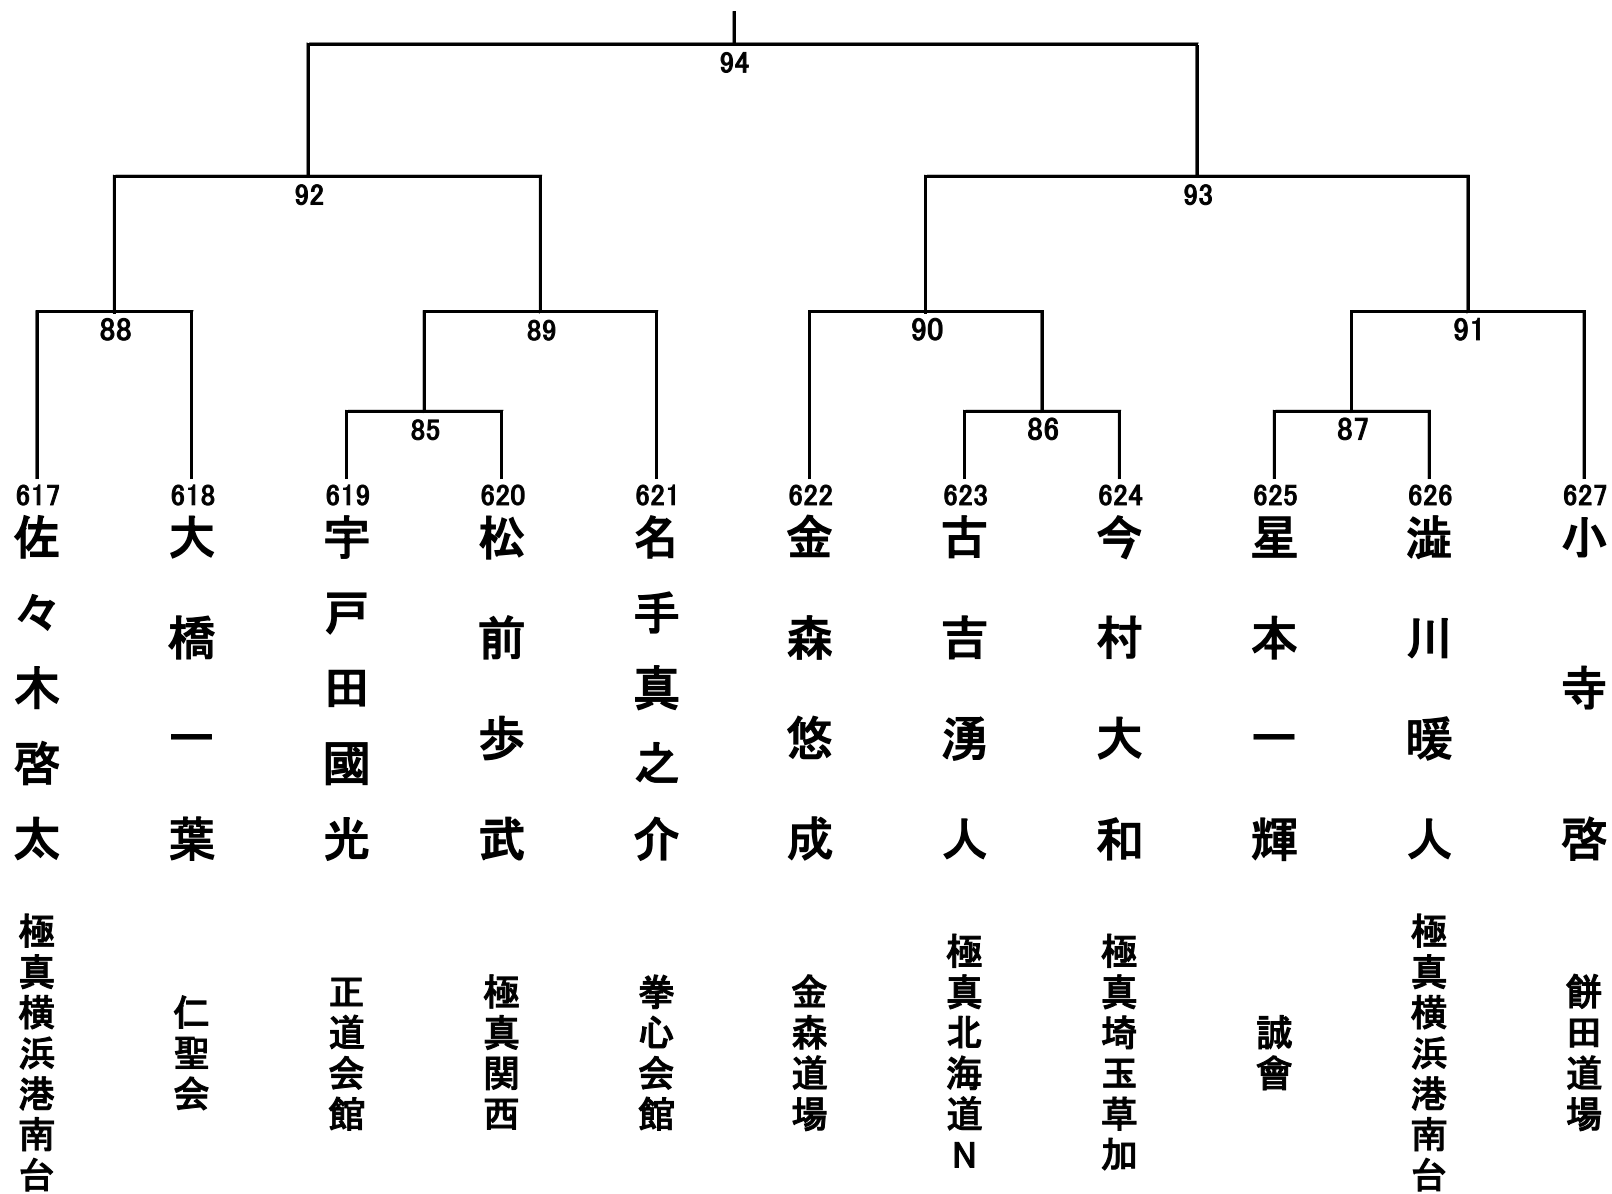 94
92
93
88
89
90
91
85
86
87
617
618
619
620
621
622
623
624
625
626
627
佐々木啓太
大橋一葉
宇戸田國光
松前歩武
名手真之介
金森悠成
古吉湧人
今村大和
星本一輝
澁川暖人
小寺啓
極真横浜港南台
仁聖会
正道会館
極真関西
拳心会館
金森道場
極真北海道N
極真埼玉草加
誠會
極真横浜港南台
餅田道場